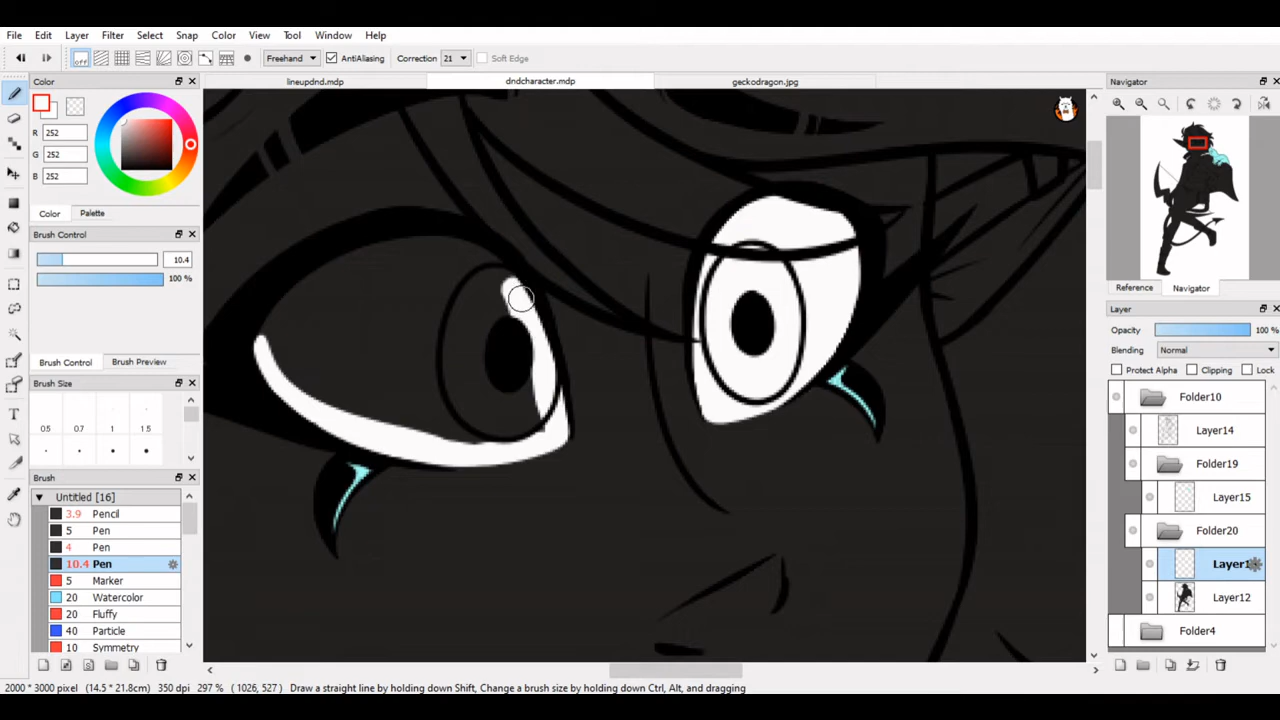 File Edit Layer Filter Select Snap Color View Tool Window Help
off Freehand AntiAliasing Correction 21 Soft Edge
Color
lineupdnd.mdp dndcharacter.mdp geckodragon.jpg
Navigator
R 252
G 252
B 252
Color Palette
Brush Control
10.4
100 %
Brush Control Brush Preview
Brush Size
0.5 0.7 1 1.5
Brush
Untitled [16]
3.9 Pencil
5 Pen
4 Pen
10.4 Pen
5 Marker
20 Watercolor
20 Fluffy
40 Particle
10 Symmetry
Reference Navigator
Layer
Opacity 100 %
Blending Normal
Protect Alpha Clipping Lock
Folder10
Layer14
Folder19
Layer15
Folder20
Layer1
Layer12
Folder4
2000 * 3000 pixel (14.5 * 21.8cm) 350 dpi 297 % ( 1026, 527 ) Draw a straight line by holding down Shift, Change a brush size by holding down Ctrl, Alt, and dragging